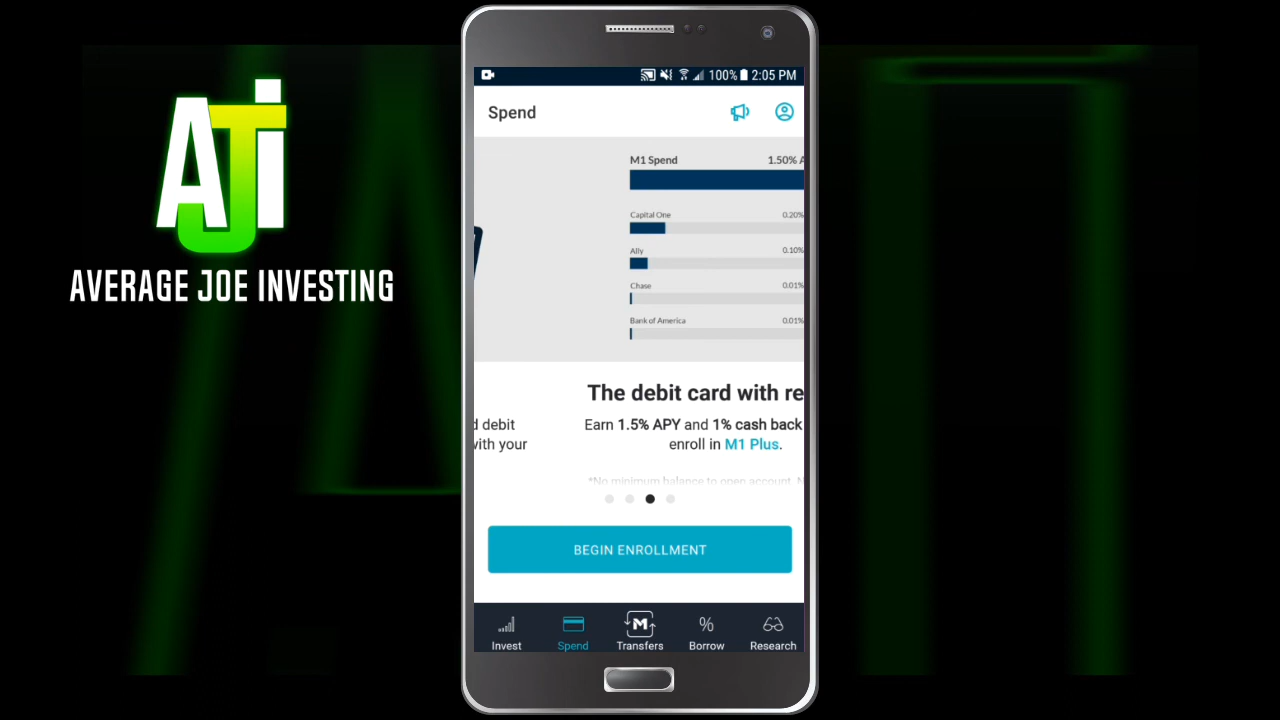 AJi
AVERAGE JOE INVESTING
100% 2:05 PM
Spend
M1 Spend 1.50% A
Capital One 0.20%
Ally 0.10%
Chase 0.01%
Bank of America 0.01%
The debit card with re
d debit
with your
Earn 1.5% APY and 1% cash back
enroll in M1 Plus.
*No minimum balance to open account. N
BEGIN ENROLLMENT
Invest Spend Transfers Borrow Research